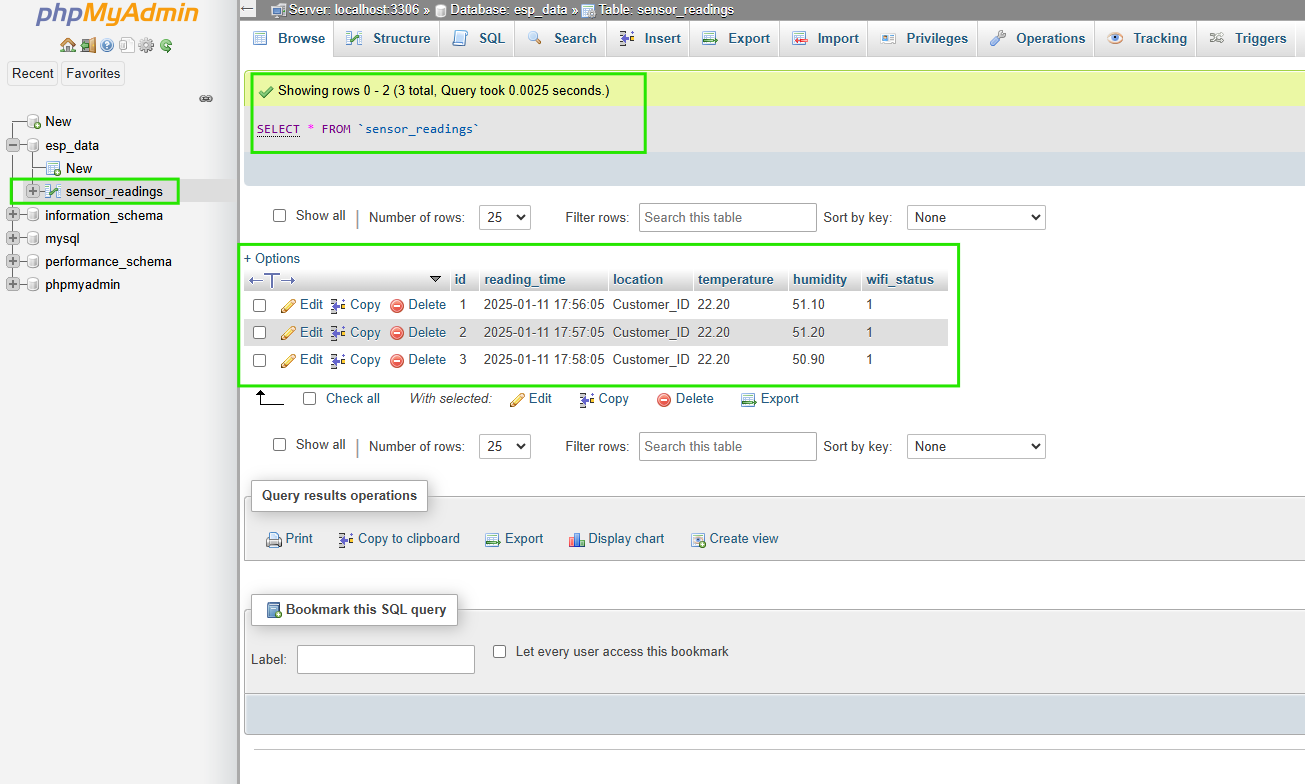 phpMyAdmin
Recent Favorites
New
esp_data
New
sensor_readings
information_schema
mysql
performance_schema
phpmyadmin
Server: localhost:3306 » Database: esp_data » Table: sensor_readings
Browse Structure SQL Search Insert Export Import Privileges Operations Tracking Triggers
Showing rows 0 - 2 (3 total, Query took 0.0025 seconds.)
SELECT * FROM `sensor_readings`
Show all | Number of rows: 25 Filter rows: Search this table Sort by key: None
+ Options
←T→ id reading_time location temperature humidity wifi_status
Edit Copy Delete 1 2025-01-11 17:56:05 Customer_ID 22.20 51.10 1
Edit Copy Delete 2 2025-01-11 17:57:05 Customer_ID 22.20 51.20 1
Edit Copy Delete 3 2025-01-11 17:58:05 Customer_ID 22.20 50.90 1
Check all With selected: Edit Copy Delete Export
Show all | Number of rows: 25 Filter rows: Search this table Sort by key: None
Query results operations
Print Copy to clipboard Export Display chart Create view
Bookmark this SQL query
Label: Let every user access this bookmark